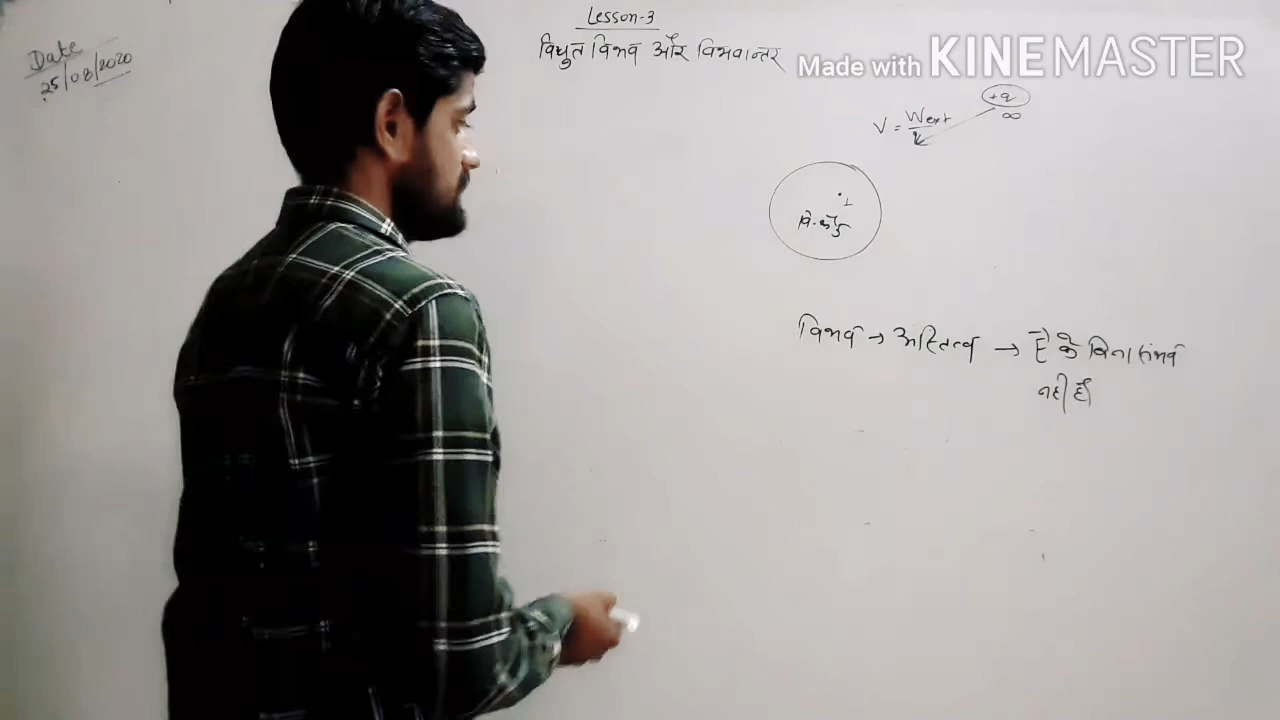 Lesson-3
विधुत विभव और विभवान्तर
Date
25/08/2020
Made with KINEMASTER
+q
∞
V = Wext
वि.क्षे.
विभव → अस्तित्व → E के बिना संभव
नहीं है